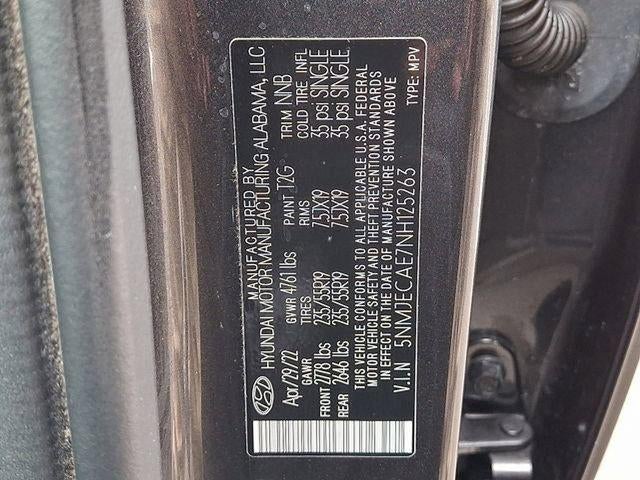 MANUFACTURED BY
HYUNDAI MOTOR MANUFACTURING ALABAMA, LLC
Apr/29/22 GVWR 4761 lbs PAINT T2G TRIM NNB
GAWR TIRES RIMS COLD TIRE INFL
FRONT 2778 lbs 235/55R19 7.5JX19 35 psi SINGLE
REAR 2646 lbs 235/55R19 7.5JX19 35 psi SINGLE
THIS VEHICLE CONFORMS TO ALL APPLICABLE U.S.A. FEDERAL
MOTOR VEHICLE SAFETY AND THEFT PREVENTION STANDARDS
IN EFFECT ON THE DATE OF MANUFACTURE SHOWN ABOVE
V.I.N 5NMJECAE7NH125263 TYPE: MPV